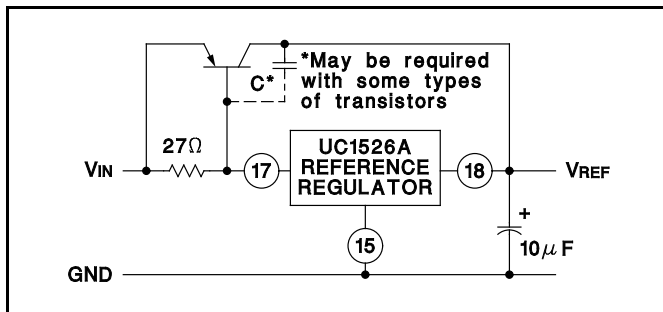 *May be required
C* with some types
of transistors
27Ω
UC1526A
VIN 17 REFERENCE 18 VREF
REGULATOR
+
15 10μF
GND